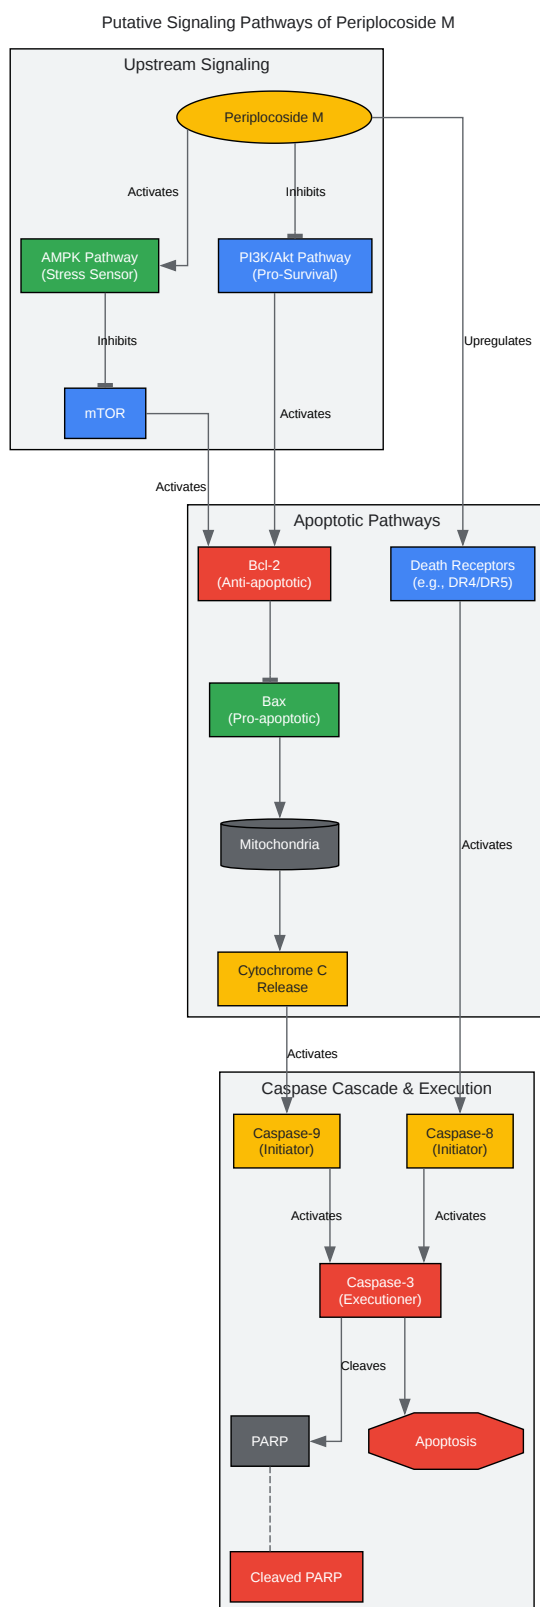 Putative Signaling Pathways of Periplocoside M
Upstream Signaling
Periplocoside M
Activates
Inhibits
AMPK Pathway
(Stress Sensor)
PI3K/Akt Pathway
(Pro-Survival)
Inhibits
Upregulates
mTOR
Activates
Activates
Apoptotic Pathways
Bcl-2
(Anti-apoptotic)
Death Receptors
(e.g., DR4/DR5)
Bax
(Pro-apoptotic)
Mitochondria
Activates
Cytochrome C
Release
Activates
Caspase Cascade & Execution
Caspase-9
(Initiator)
Caspase-8
(Initiator)
Activates
Activates
Caspase-3
(Executioner)
Cleaves
PARP
Apoptosis
Cleaved PARP